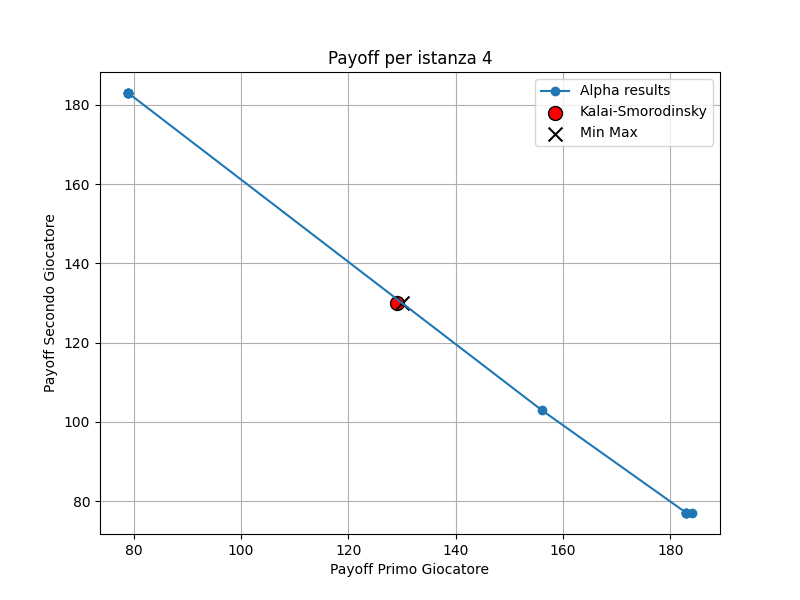 Payoff per istanza 4
Alpha results
Kalai-Smorodinsky
Min Max
Payoff Secondo Giocatore
180
160
140
120
100
80
80 100 120 140 160 180
Payoff Primo Giocatore